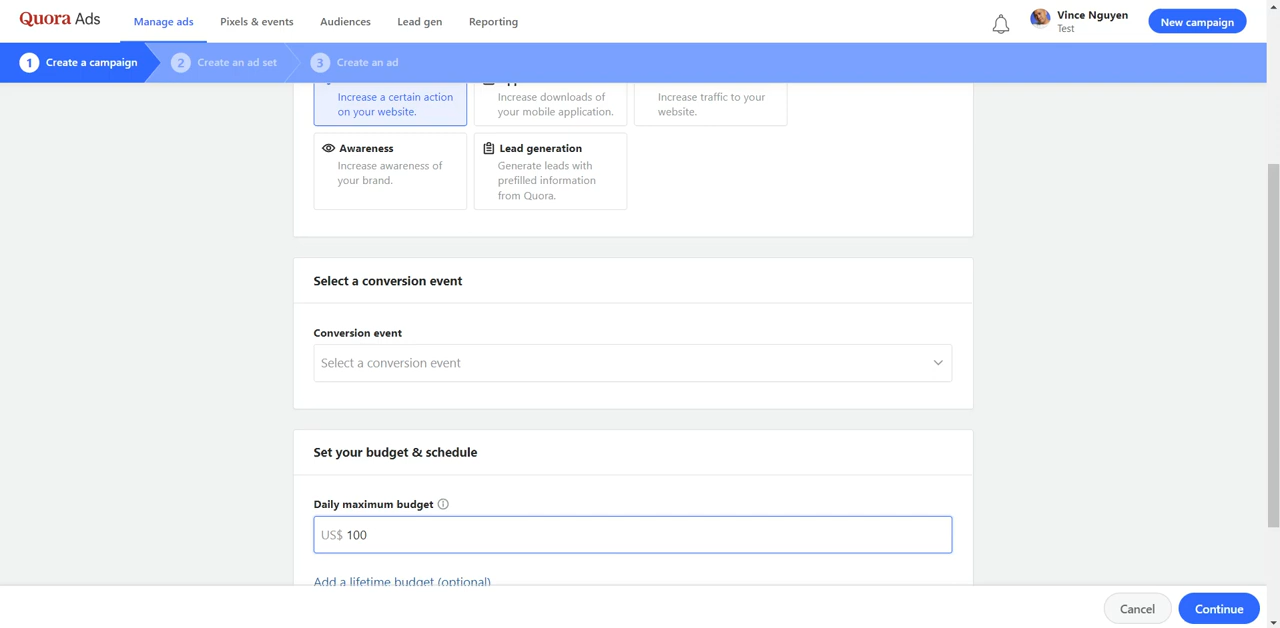 Quora Ads
Manage ads
Pixels & events
Audiences
Lead gen
Reporting
Vince Nguyen
Test
New campaign
1 Create a campaign
2 Create an ad set
3 Create an ad
Increase a certain action
on your website.
Increase downloads of
your mobile application.
Increase traffic to your
website.
Awareness
Increase awareness of
your brand.
Lead generation
Generate leads with
prefilled information
from Quora.
Select a conversion event
Conversion event
Select a conversion event
Set your budget & schedule
Daily maximum budget
US$ 100
Add a lifetime budget (optional)
Cancel
Continue